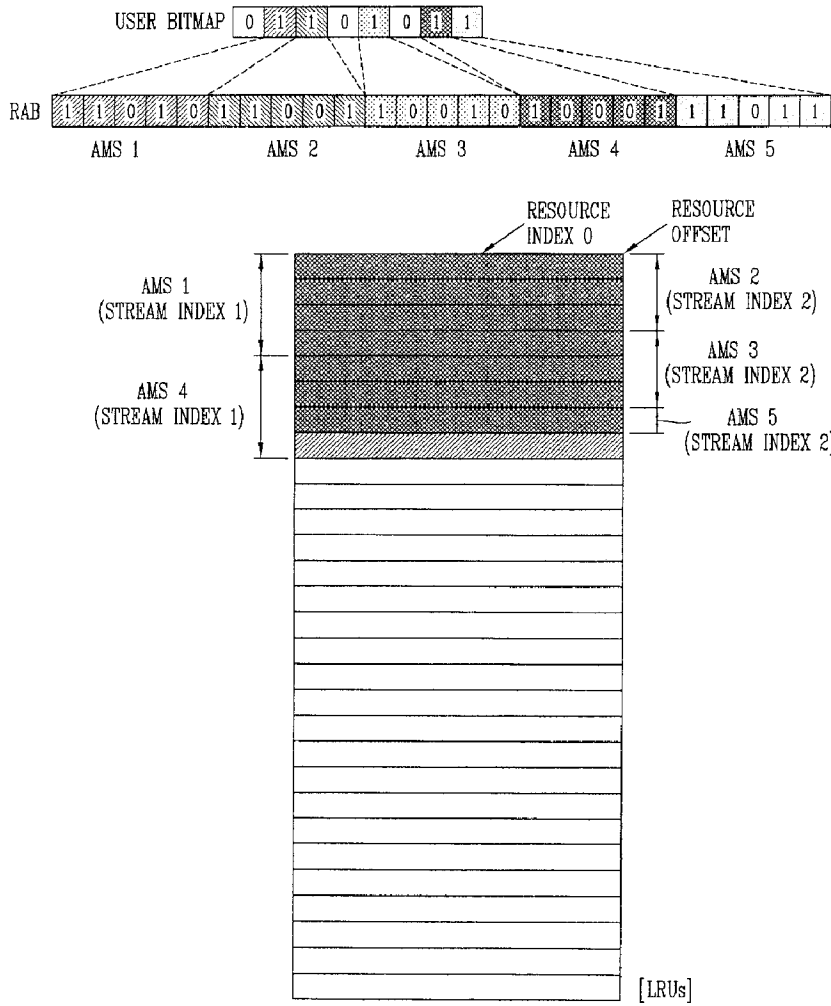 USER BITMAP 0 1 1 0 1 0 1 1
RAB 1 1 0 1 0 1 1 0 0 1 1 0 0 1 0 1 0 0 0 1 1 1 0 1 1
AMS 1 AMS 2 AMS 3 AMS 4 AMS 5
RESOURCE
INDEX 0
RESOURCE
OFFSET
AMS 1
(STREAM INDEX 1)
AMS 2
(STREAM INDEX 2)
AMS 3
(STREAM INDEX 2)
AMS 4
(STREAM INDEX 1)
AMS 5
(STREAM INDEX 2)
[LRUs]